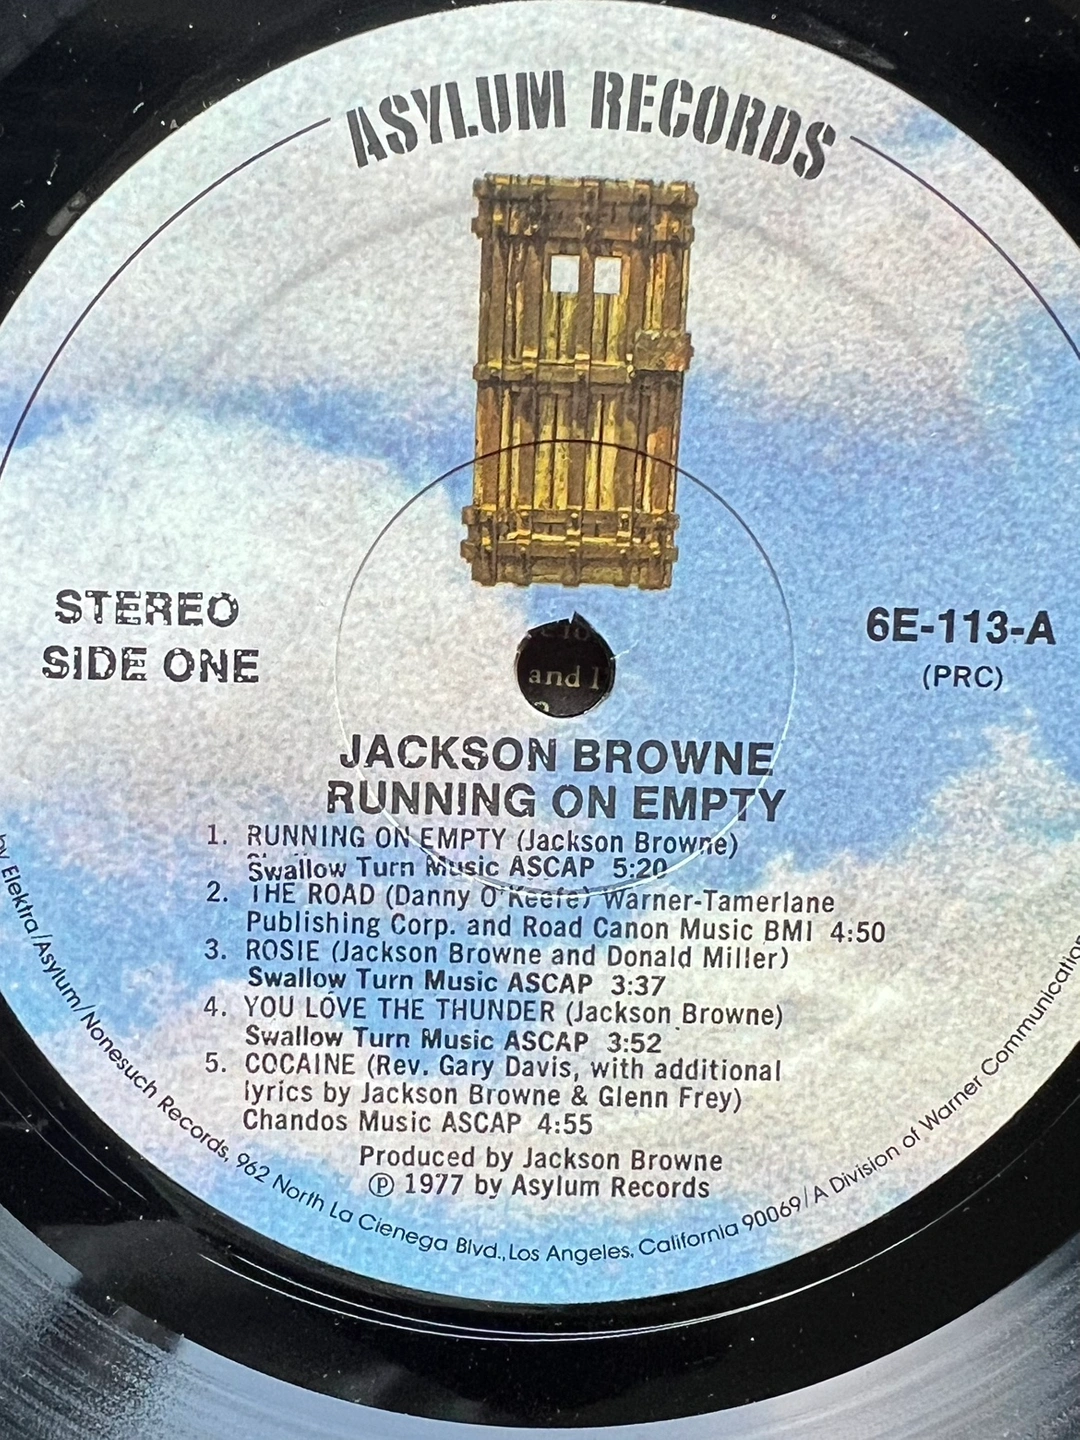 ASYLUM RECORDS
STEREO
SIDE ONE
6E-113-A
(PRC)
and I
JACKSON BROWNE
RUNNING ON EMPTY
1. RUNNING ON EMPTY (Jackson Browne)
Swallow Turn Music ASCAP 5:20
2. THE ROAD (Danny O'Keefe) Warner-Tamerlane
Publishing Corp. and Road Canon Music BMI 4:50
3. ROSIE (Jackson Browne and Donald Miller)
Swallow Turn Music ASCAP 3:37
4. YOU LOVE THE THUNDER (Jackson Browne)
Swallow Turn Music ASCAP 3:52
5. COCAINE (Rev. Gary Davis, with additional
lyrics by Jackson Browne & Glenn Frey)
Chandos Music ASCAP 4:55
Produced by Jackson Browne
Ⓟ 1977 by Asylum Records
by Elektra/Asylum/Nonesuch Records, 962 North La Cienega Blvd., Los Angeles, California 90069/A Division of Warner Communication